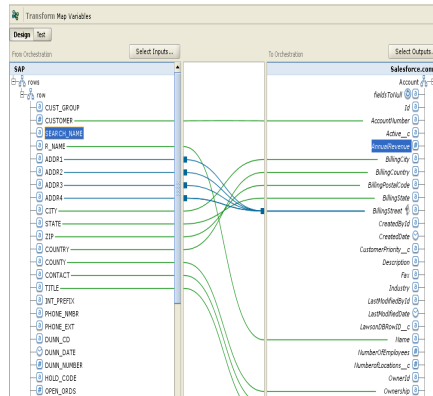 Transform Map Variables
Design Test
From Orchestration
Select Inputs...
To Orchestration
Select Outputs...
SAP
rows
row
CUST_GROUP
CUSTOMER
SEARCH_NAME
R_NAME
ADDR1
ADDR2
ADDR3
ADDR4
CITY
STATE
ZIP
COUNTRY
COUNTY
CONTACT
TITLE
INT_PREFIX
PHONE_NMBR
PHONE_EXT
DUNN_CD
DUNN_DATE
DUNN_NUMBER
HOLD_CODE
OPEN_ORDS
Salesforce.com
Account
fieldsToNull
Id
AccountNumber
Active__c
AnnualRevenue
BillingCity
BillingCountry
BillingPostalCode
BillingState
BillingStreet
CreatedById
CreatedDate
CustomerPriority__c
Description
Fax
Industry
LastModifiedById
LastModifiedDate
LawsonDBRowID__c
Name
NumberOfEmployees
NumberofLocations__c
OwnerId
Ownership